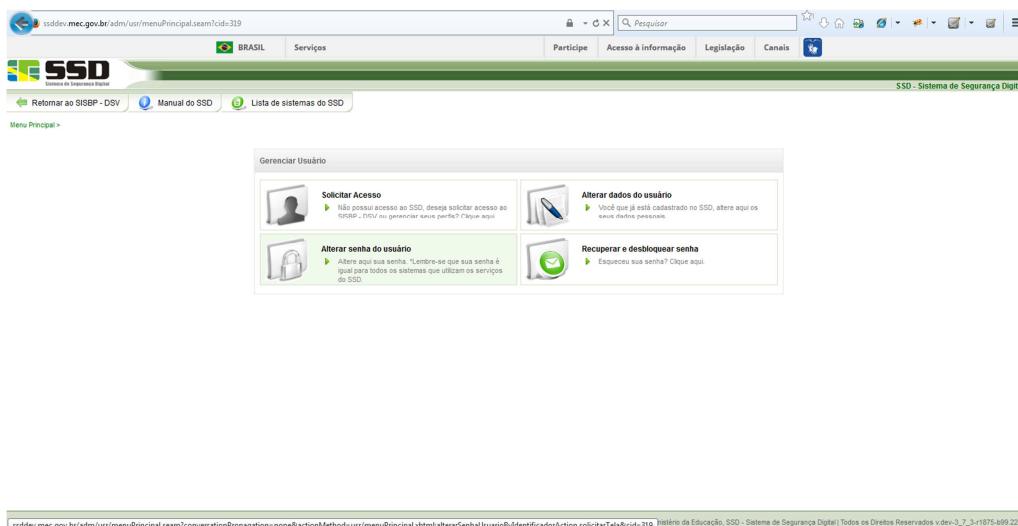 ssddev.mec.gov.br/adm/usr/menuPrincipal.seam?cid=319
Pesquisar
BRASIL Serviços Participe Acesso à informação Legislação Canais
SSD
Sistema de Segurança Digital
SSD - Sistema de Segurança Digit
Retornar ao SISBP - DSV Manual do SSD Lista de sistemas do SSD
Menu Principal >
Gerenciar Usuário
Solicitar Acesso
Não possui acesso ao SSD, deseja solicitar acesso ao
SISBP - DSV ou gerenciar seus perfis? Clique aqui.
Alterar dados do usuário
Você que já está cadastrado no SSD, altere aqui os
seus dados pessoais.
Alterar senha do usuário
Altere aqui sua senha. *Lembre-se que sua senha é
igual para todos os sistemas que utilizam os serviços
do SSD.
Recuperar e desbloquear senha
Esqueceu sua senha? Clique aqui.
ssddev.mec.gov.br/adm/usr/menuPrincipal.seam?conversationPropagation=none&actionMethod=usr/menuPrincipal.xhtml:alterarSenhaUsuarioByIdentificadorAction.solicitarTela&cid=319
histério da Educação, SSD - Sistema de Segurança Digital | Todos os Direitos Reservados v.dev-3_7_3-r1875-b99.22